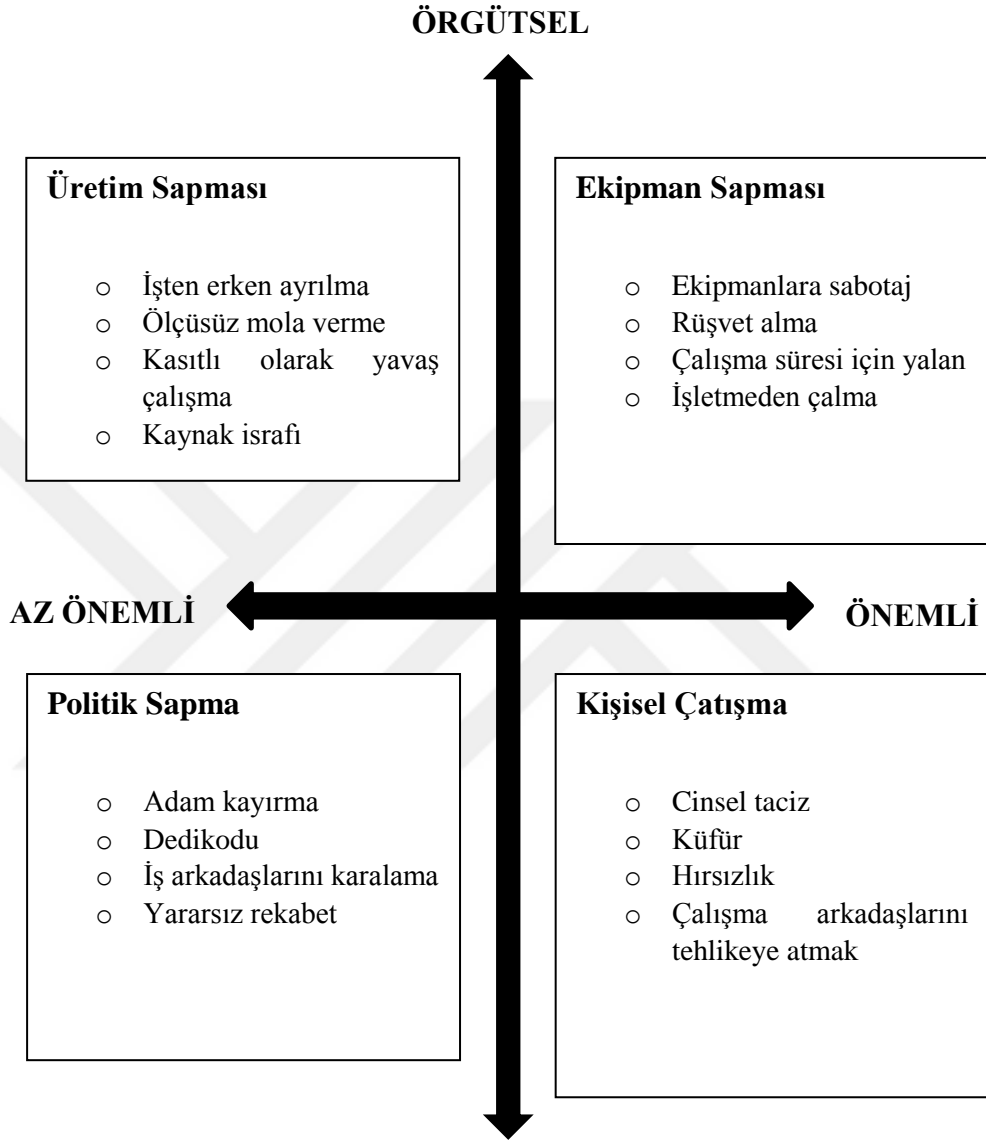 ÖRGÜTSEL
Üretim Sapması
o İşten erken ayrılma
o Ölçüsüz mola verme
o Kasıtlı olarak yavaş
çalışma
o Kaynak israfı
Ekipman Sapması
o Ekipmanlara sabotaj
o Rüşvet alma
o Çalışma süresi için yalan
o İşletmeden çalma
AZ ÖNEMLİ
ÖNEMLİ
Politik Sapma
o Adam kayırma
o Dedikodu
o İş arkadaşlarını karalama
o Yararsız rekabet
Kişisel Çatışma
o Cinsel taciz
o Küfür
o Hırsızlık
o Çalışma arkadaşlarını
tehlikeye atmak